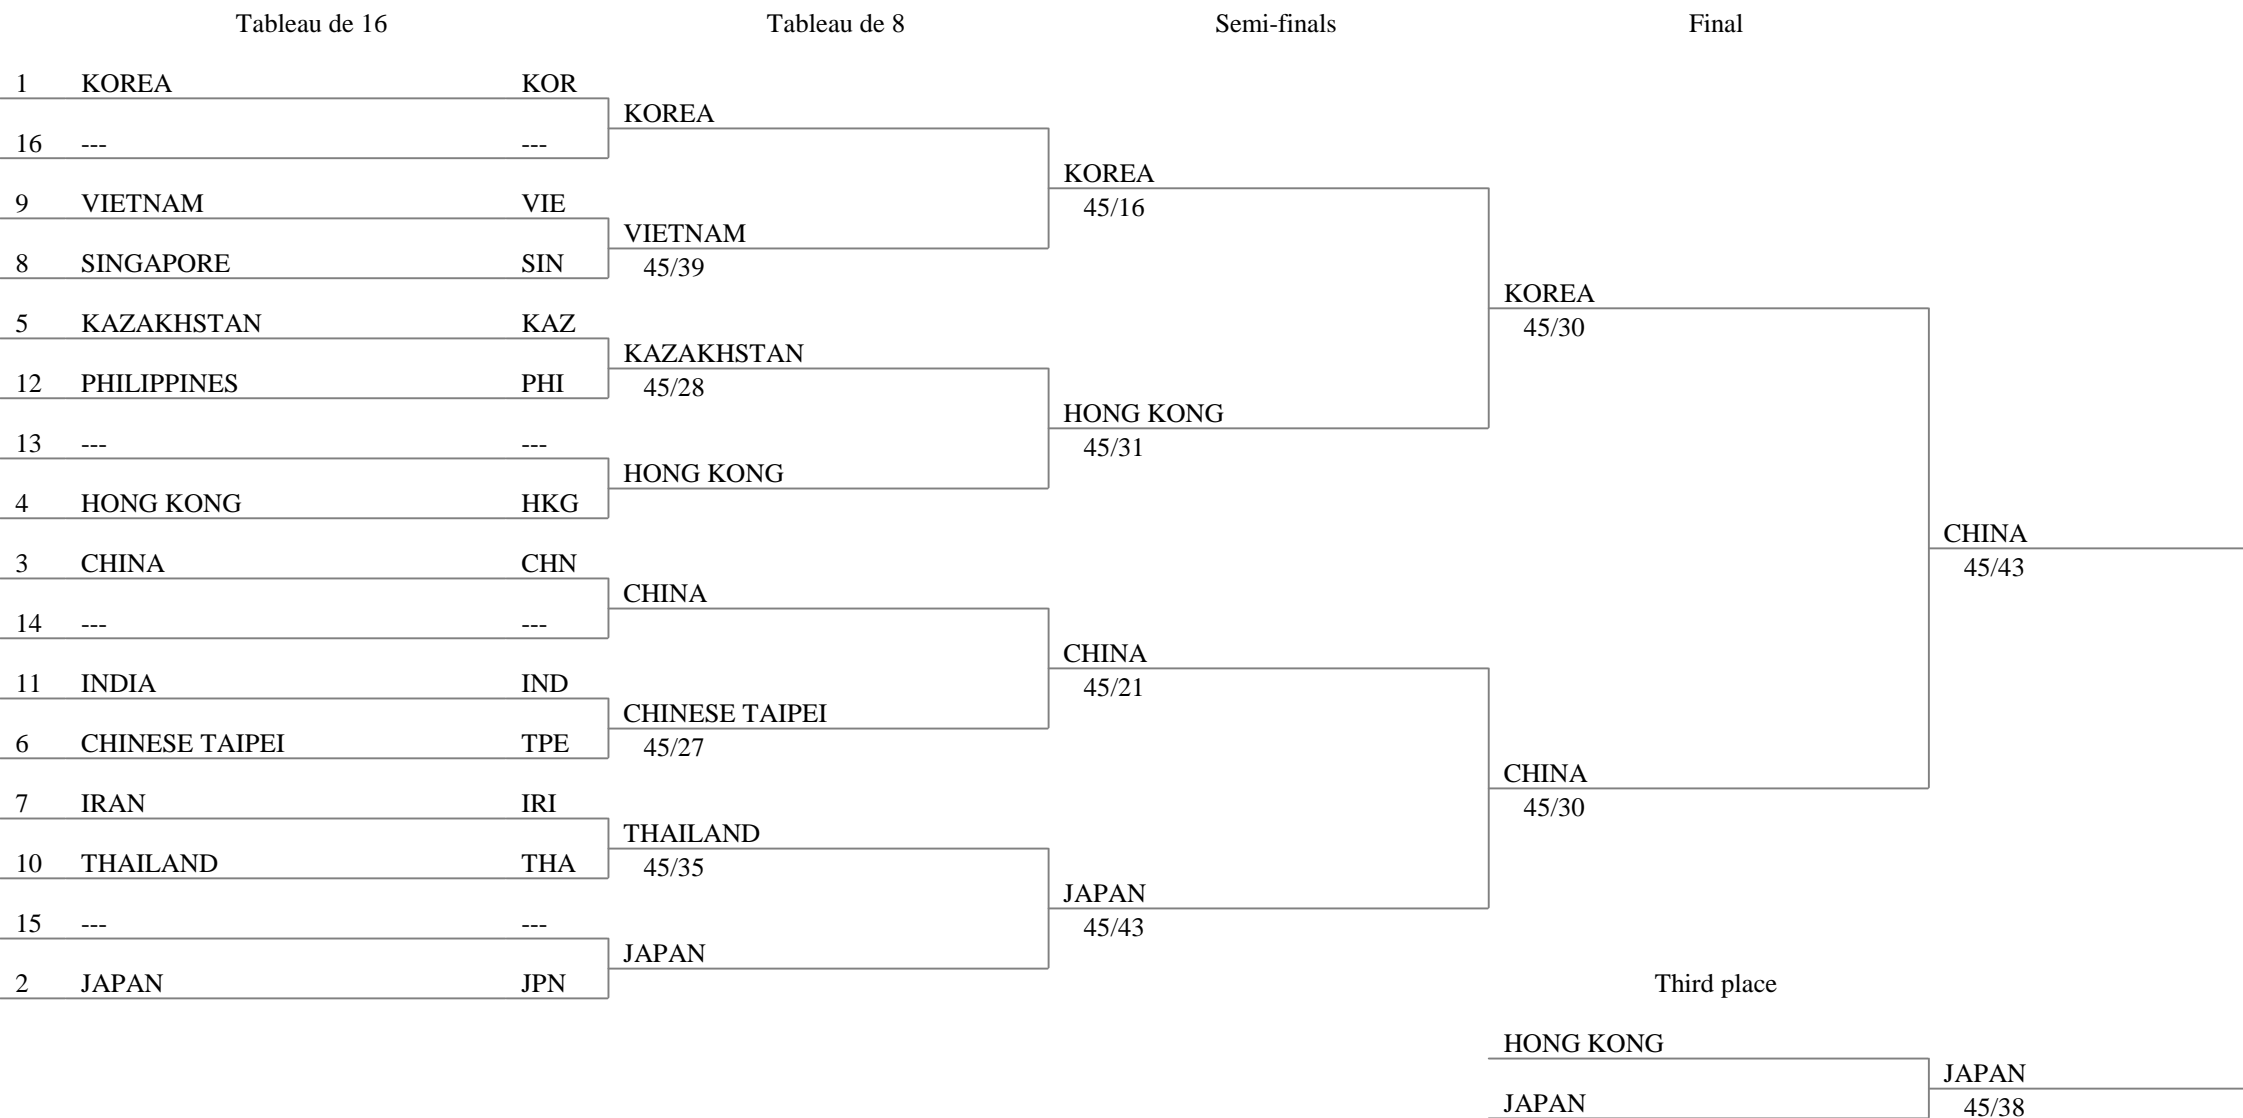 Tableau de 16 Tableau de 8 Semi-finals Final
1 KOREA KOR
KOREA
16 --- ---
KOREA
45/16
9 VIETNAM VIE
VIETNAM
45/39
8 SINGAPORE SIN
KOREA
45/30
5 KAZAKHSTAN KAZ
KAZAKHSTAN
45/28
12 PHILIPPINES PHI
HONG KONG
45/31
13 --- ---
HONG KONG
4 HONG KONG HKG
CHINA
45/43
3 CHINA CHN
CHINA
14 --- ---
CHINA
45/21
11 INDIA IND
CHINESE TAIPEI
45/27
6 CHINESE TAIPEI TPE
CHINA
45/30
7 IRAN IRI
THAILAND
45/35
10 THAILAND THA
JAPAN
45/43
15 --- ---
JAPAN
2 JAPAN JPN
Third place
HONG KONG
JAPAN
45/38
JAPAN